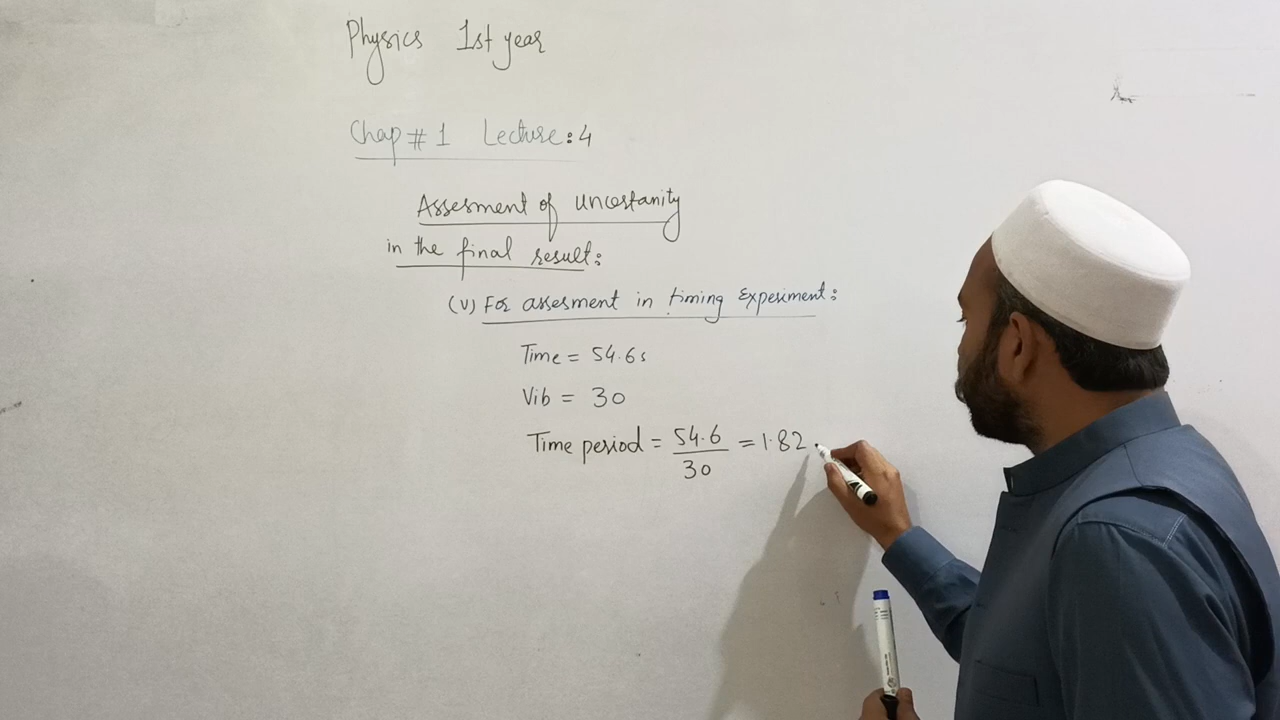 Physics 1st year
Chap # 1 Lecture: 4
Assesment of uncertanity
in the final result:
(V) For assesment in timing Experiment:
Time = 54.6s
Vib = 30
Time period = 54.6/30 = 1.82